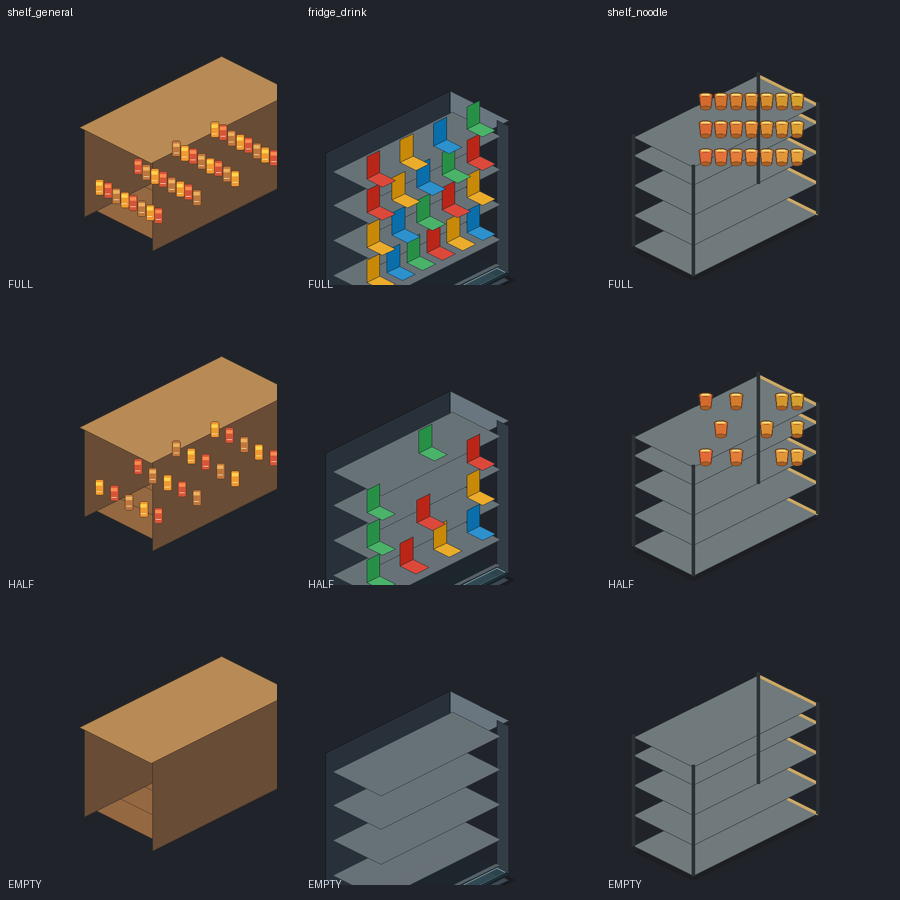 shelf_general
fridge_drink
shelf_noodle
FULL
FULL
FULL
HALF
HALF
HALF
EMPTY
EMPTY
EMPTY